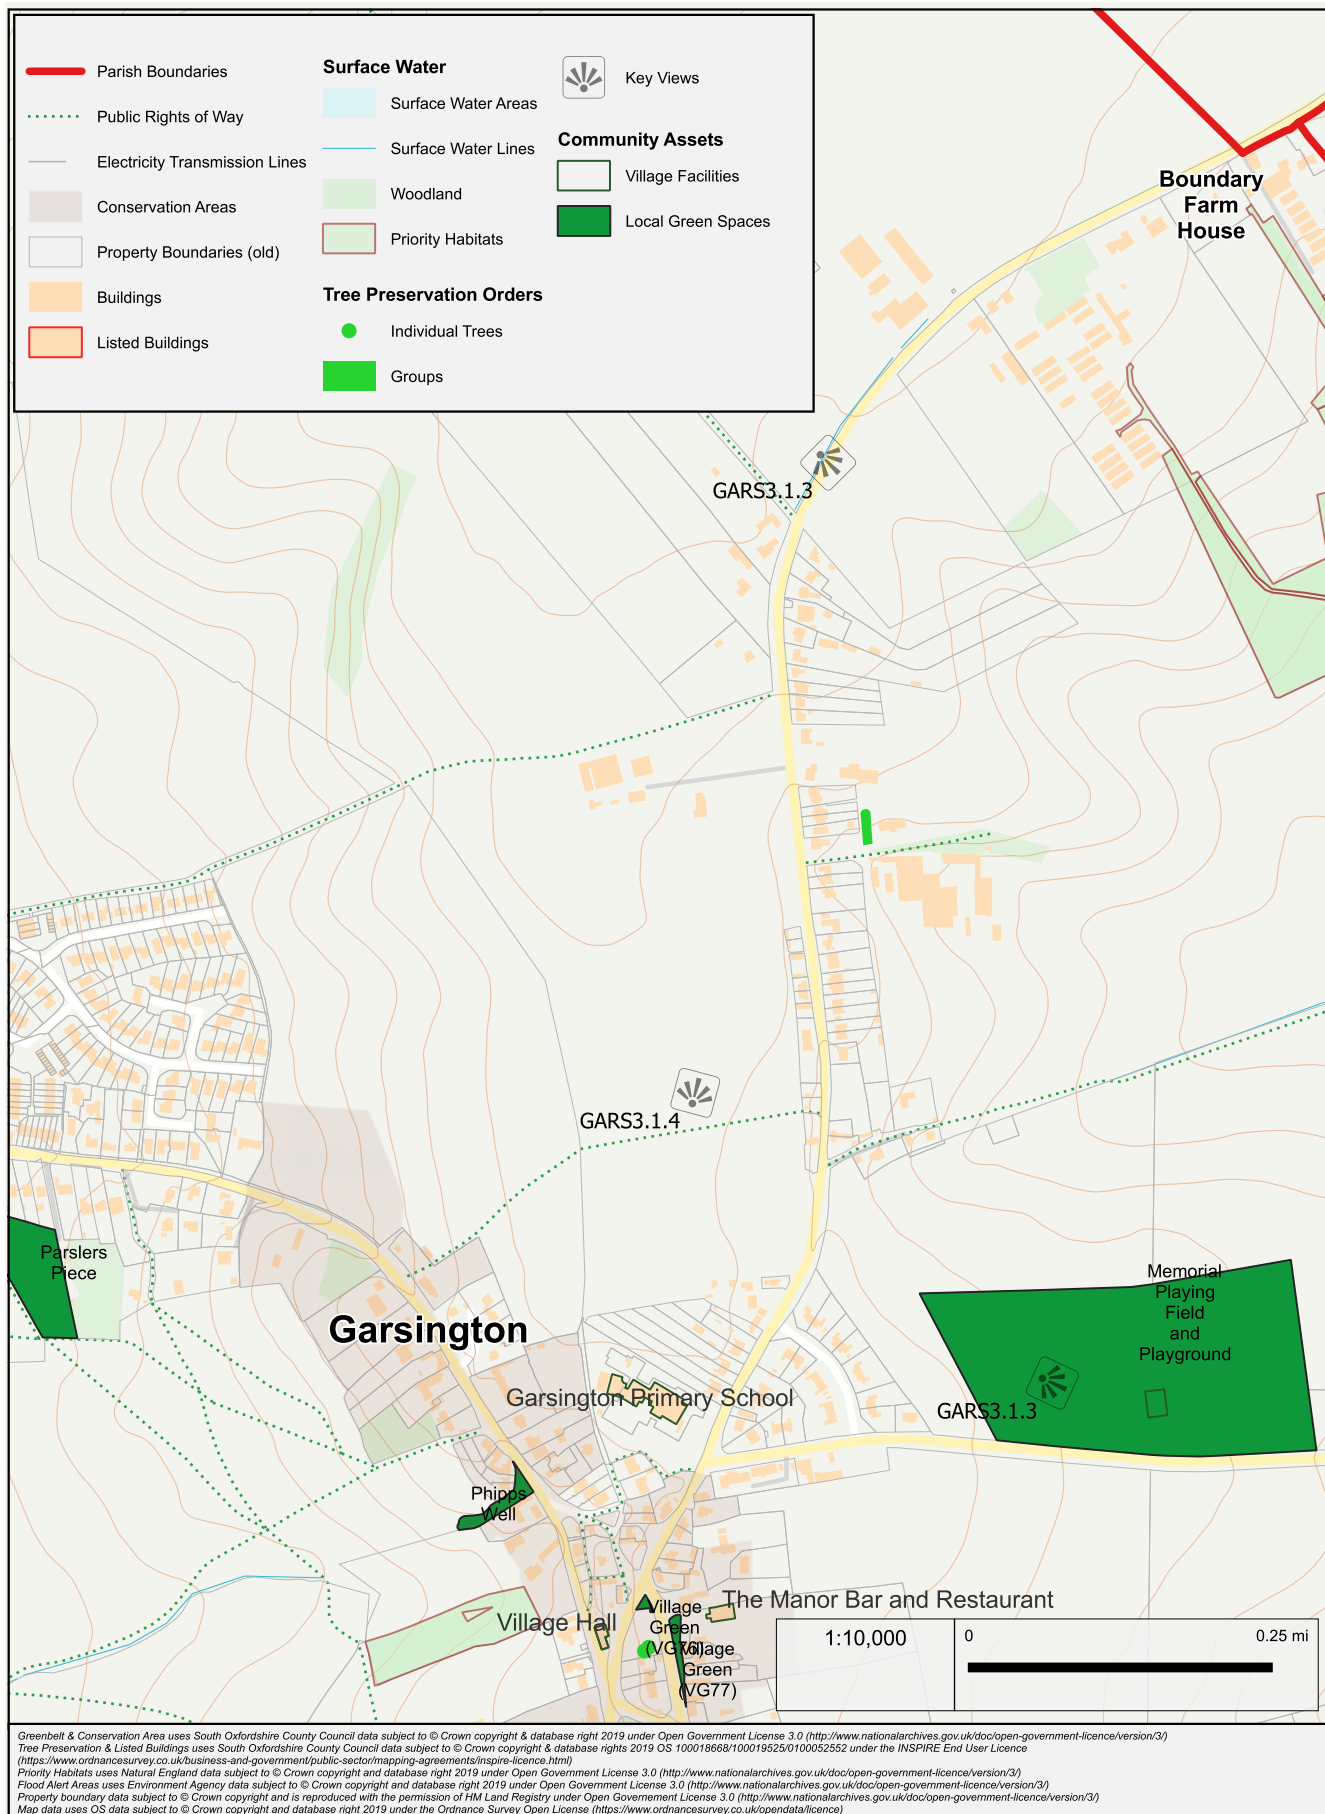 Parish Boundaries
Public Rights of Way
Electricity Transmission Lines
Conservation Areas
Property Boundaries (old)
Buildings
Listed Buildings
Surface Water
Surface Water Areas
Surface Water Lines
Woodland
Priority Habitats
Tree Preservation Orders
Individual Trees
Groups
Key Views
Community Assets
Village Facilities
Local Green Spaces
Boundary
Farm
House
GARS3.1.3
GARS3.1.4
Parslers
Piece
Garsington
Garsington Primary School
Memorial
Playing
Field
and
Playground
GARS3.1.3
Phipps
Well
Village Hall
The Manor Bar and Restaurant
Village
Green
(VG76)
Village
Green
(VG77)
1:10,000
0
0.25 mi
Greenbelt & Conservation Area uses South Oxfordshire County Council data subject to © Crown copyright & database right 2019 under Open Government License 3.0 (http://www.nationalarchives.gov.uk/doc/open-government-licence/version/3/)
Tree Preservation & Listed Buildings uses South Oxfordshire County Council data subject to © Crown copyright & database rights 2019 OS 100018668/100019525/0100052552 under the INSPIRE End User Licence
(https://www.ordnancesurvey.co.uk/business-and-government/public-sector/mapping-agreements/inspire-licence.html)
Priority Habitats uses Natural England data subject to © Crown copyright and database right 2019 under Open Government License 3.0 (http://www.nationalarchives.gov.uk/doc/open-government-licence/version/3/)
Flood Alert Areas uses Environment Agency data subject to © Crown copyright and database right 2019 under Open Government License 3.0 (http://www.nationalarchives.gov.uk/doc/open-government-licence/version/3/)
Property boundary data subject to © Crown copyright and is reproduced with the permission of HM Land Registry under Open Governement License 3.0 (http://www.nationalarchives.gov.uk/doc/open-government-licence/version/3/)
Map data uses OS data subject to © Crown copyright and database right 2019 under the Ordnance Survey Open License (https://www.ordnancesurvey.co.uk/opendata/licence)